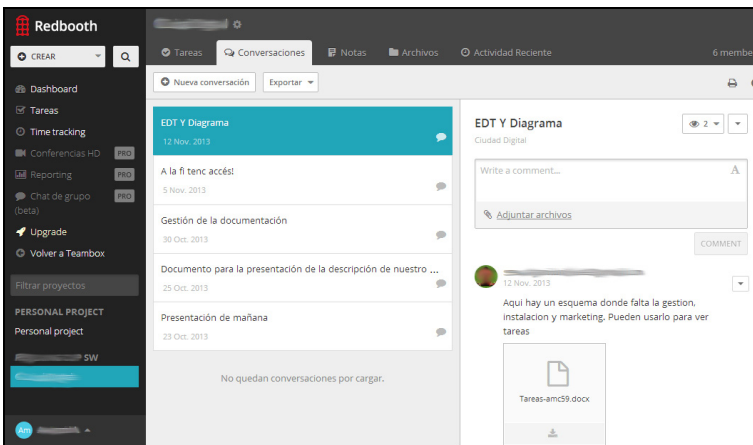 Redbooth
CREAR
Dashboard
Tareas
Time tracking
Conferencias HD PRO
Reporting PRO
Chat de grupo PRO
(beta)
Upgrade
Volver a Teambox
Filtrar proyectos
PERSONAL PROJECT
Personal project
SW
Am
Tareas Conversaciones Notas Archivos Actividad Reciente 6 membe
Nueva conversación Exportar
EDT Y Diagrama
12 Nov. 2013
A la fi tenc accés!
5 Nov. 2013
Gestión de la documentación
30 Oct. 2013
Documento para la presentación de la descripción de nuestro ...
25 Oct. 2013
Presentación de mañana
23 Oct. 2013
No quedan conversaciones por cargar.
EDT Y Diagrama
2
Ciudad Digital
Write a comment...
A
Adjuntar archivos
COMMENT
12 Nov. 2013
Aqui hay un esquema donde falta la gestion,
instalacion y marketing. Pueden usarlo para ver
tareas
Tareas-amc59.docx